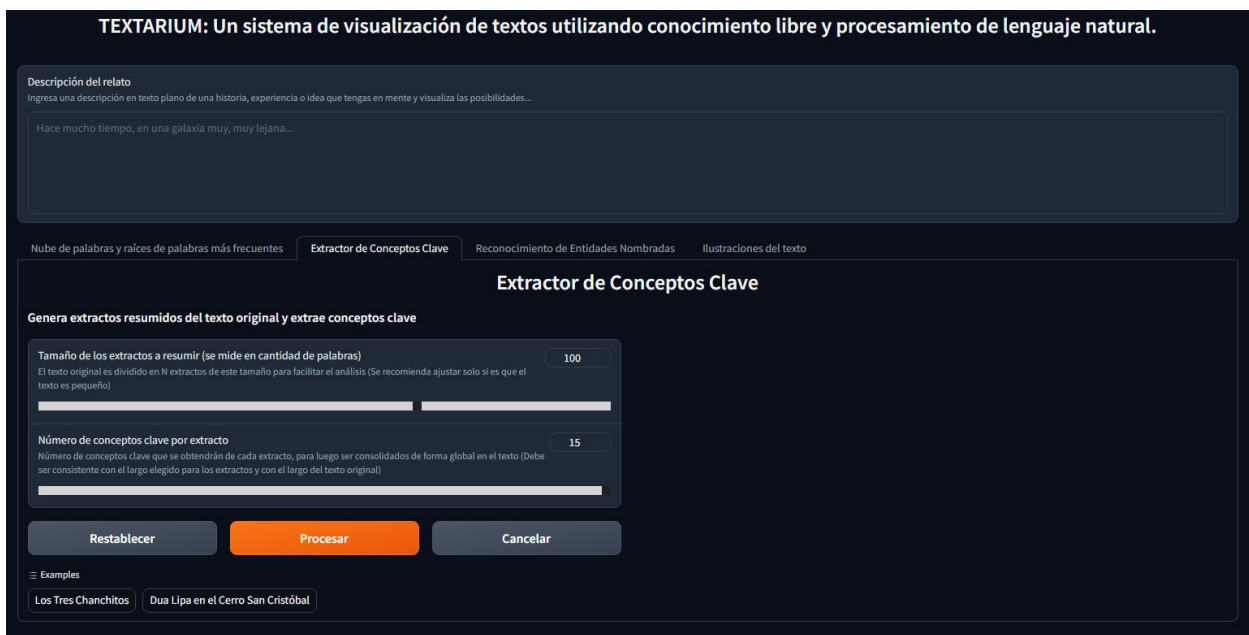 TEXTARIUM: Un sistema de visualización de textos utilizando conocimiento libre y procesamiento de lenguaje natural.
Descripción del relato
Ingresa una descripción en texto plano de una historia, experiencia o idea que tengas en mente y visualiza las posibilidades...
Hace mucho tiempo, en una galaxia muy, muy lejana...
Nube de palabras y raíces de palabras más frecuentes
Extractor de Conceptos Clave
Reconocimiento de Entidades Nombradas
Ilustraciones del texto
Extractor de Conceptos Clave
Genera extractos resumidos del texto original y extrae conceptos clave
Tamaño de los extractos a resumir (se mide en cantidad de palabras)
100
El texto original es dividido en N extractos de este tamaño para facilitar el análisis (Se recomienda ajustar solo si es que el
texto es pequeño)
Número de conceptos clave por extracto
15
Número de conceptos clave que se obtendrán de cada extracto, para luego ser consolidados de forma global en el texto (Debe
ser consistente con el largo elegido para los extractos y con el largo del texto original)
Restablecer
Procesar
Cancelar
Examples
Los Tres Chanchitos
Dua Lipa en el Cerro San Cristóbal